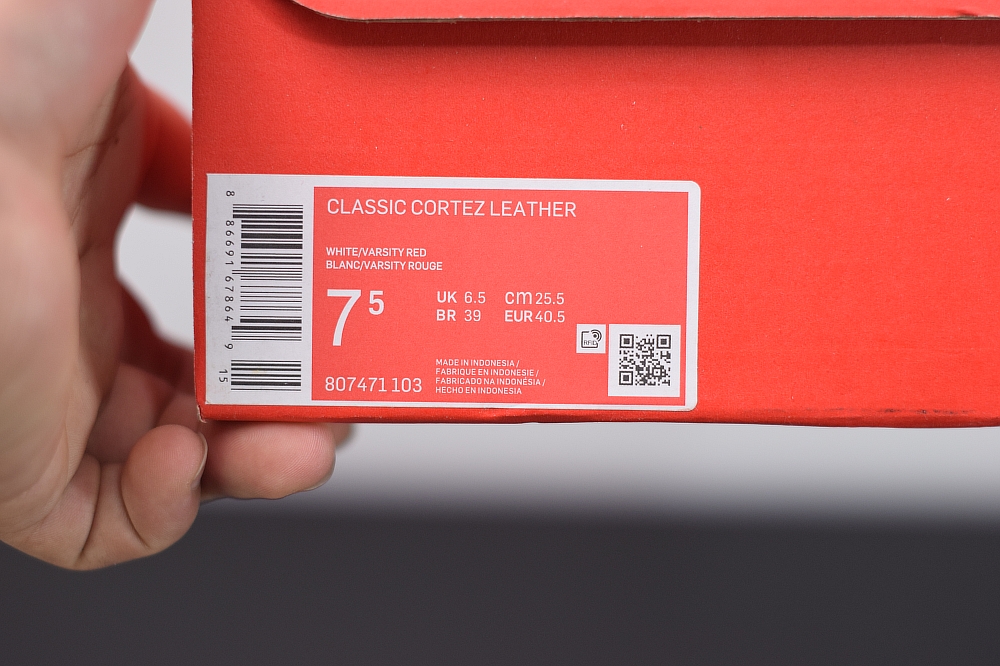 CLASSIC CORTEZ LEATHER
WHITE/VARSITY RED
BLANC/VARSITY ROUGE
7 5
UK 6.5 cm 25.5
BR 39 EUR 40.5
RFID
MADE IN INDONESIA /
FABRIQUE EN INDONESIE /
FABRICADO NA INDONÉSIA /
HECHO EN INDONESIA
807471 103
8 86691 67864 9 15